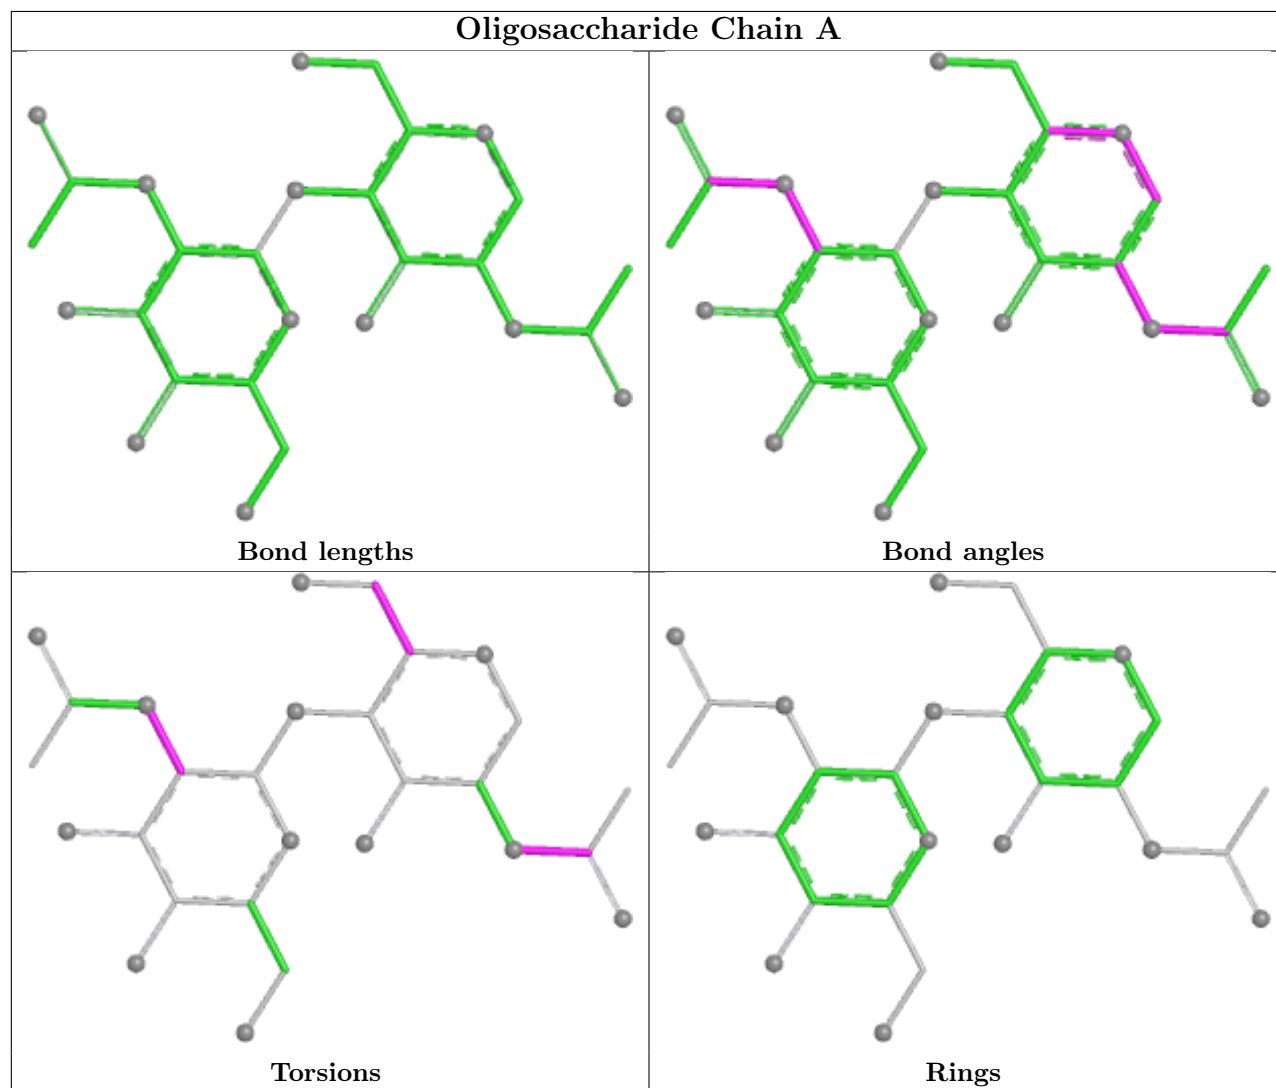 Oligosaccharide Chain A
Bond lengths
Bond angles
Torsions
Rings